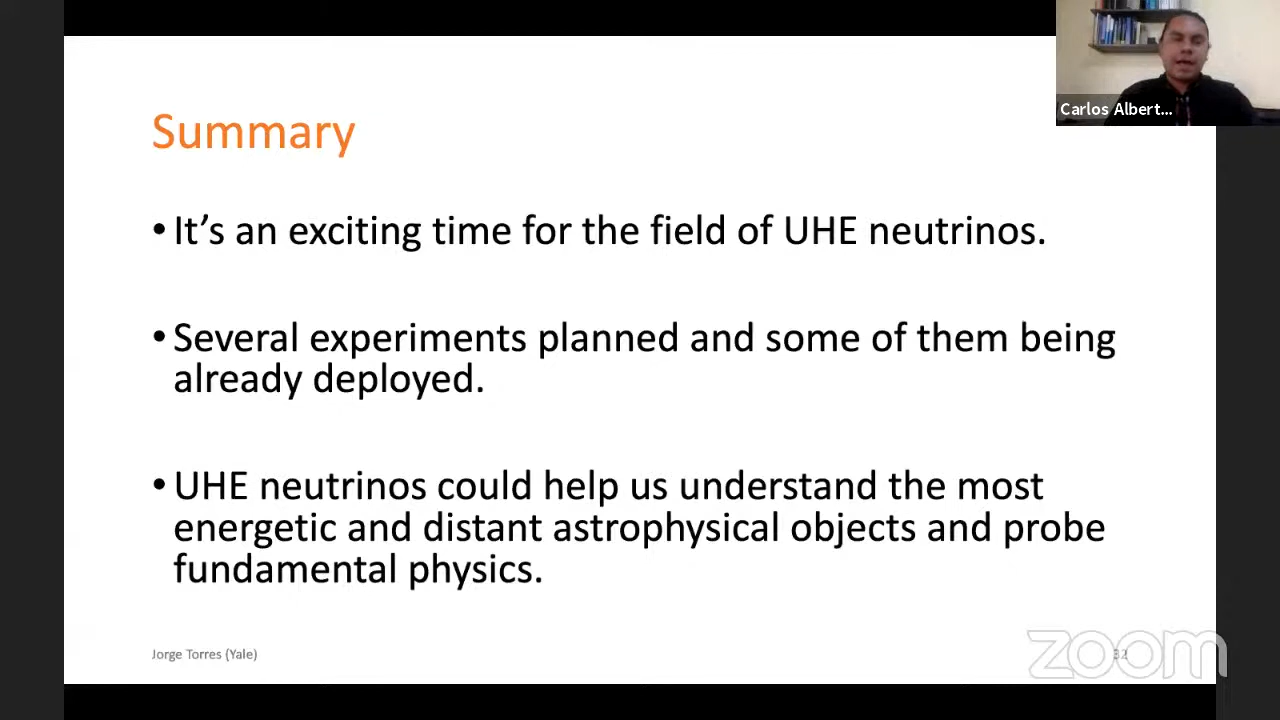 Carlos Albert...
Summary
• It's an exciting time for the field of UHE neutrinos.
• Several experiments planned and some of them being
already deployed.
• UHE neutrinos could help us understand the most
energetic and distant astrophysical objects and probe
fundamental physics.
Jorge Torres (Yale)
32
zoom